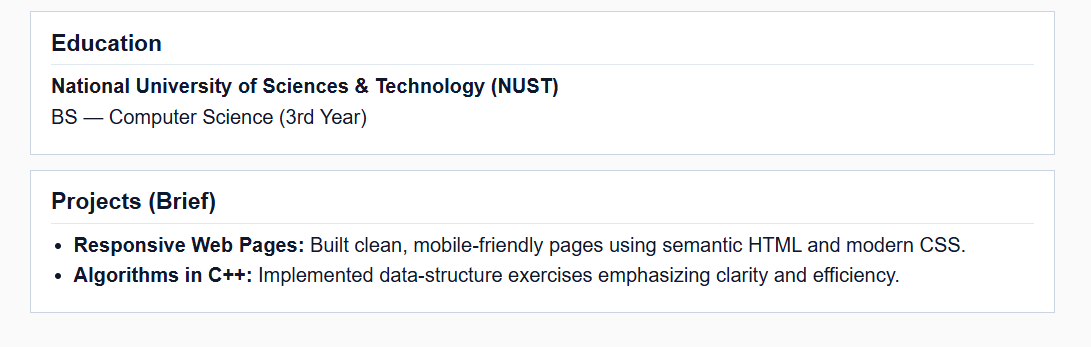 Education
National University of Sciences & Technology (NUST)
BS — Computer Science (3rd Year)
Projects (Brief)
• Responsive Web Pages: Built clean, mobile-friendly pages using semantic HTML and modern CSS.
• Algorithms in C++: Implemented data-structure exercises emphasizing clarity and efficiency.